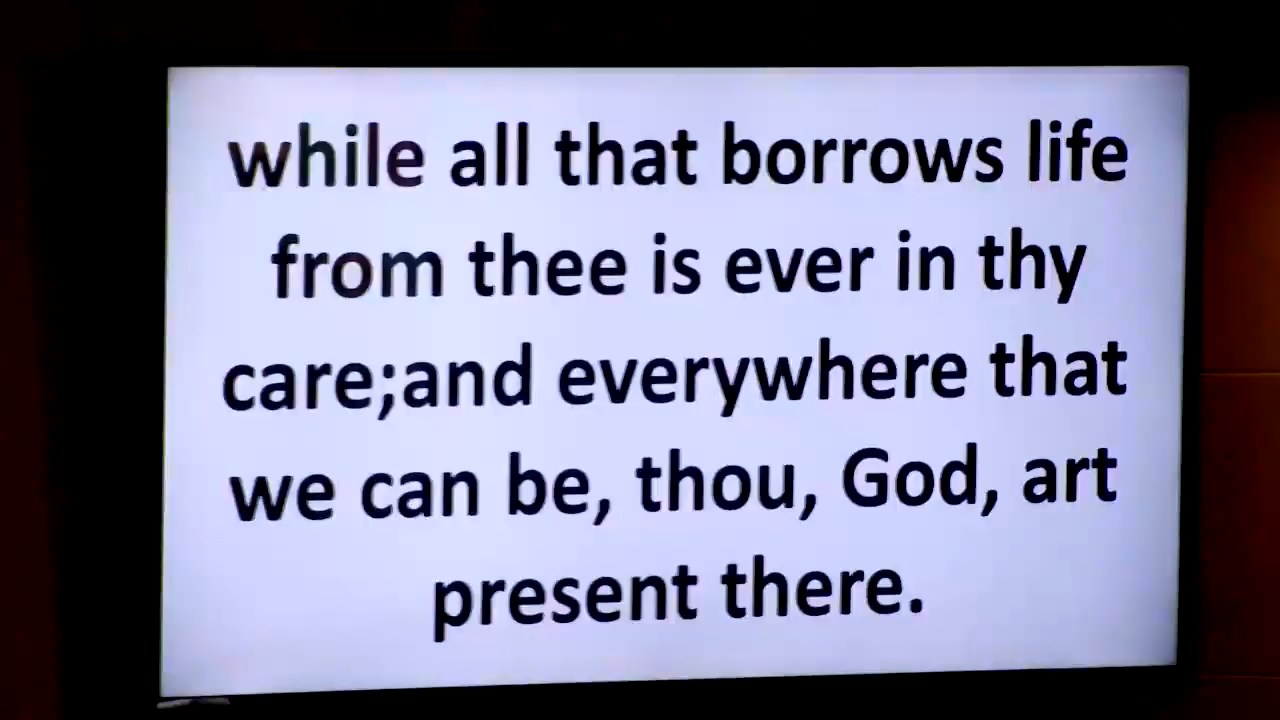 while all that borrows life
from thee is ever in thy
care;and everywhere that
we can be, thou, God, art
present there.